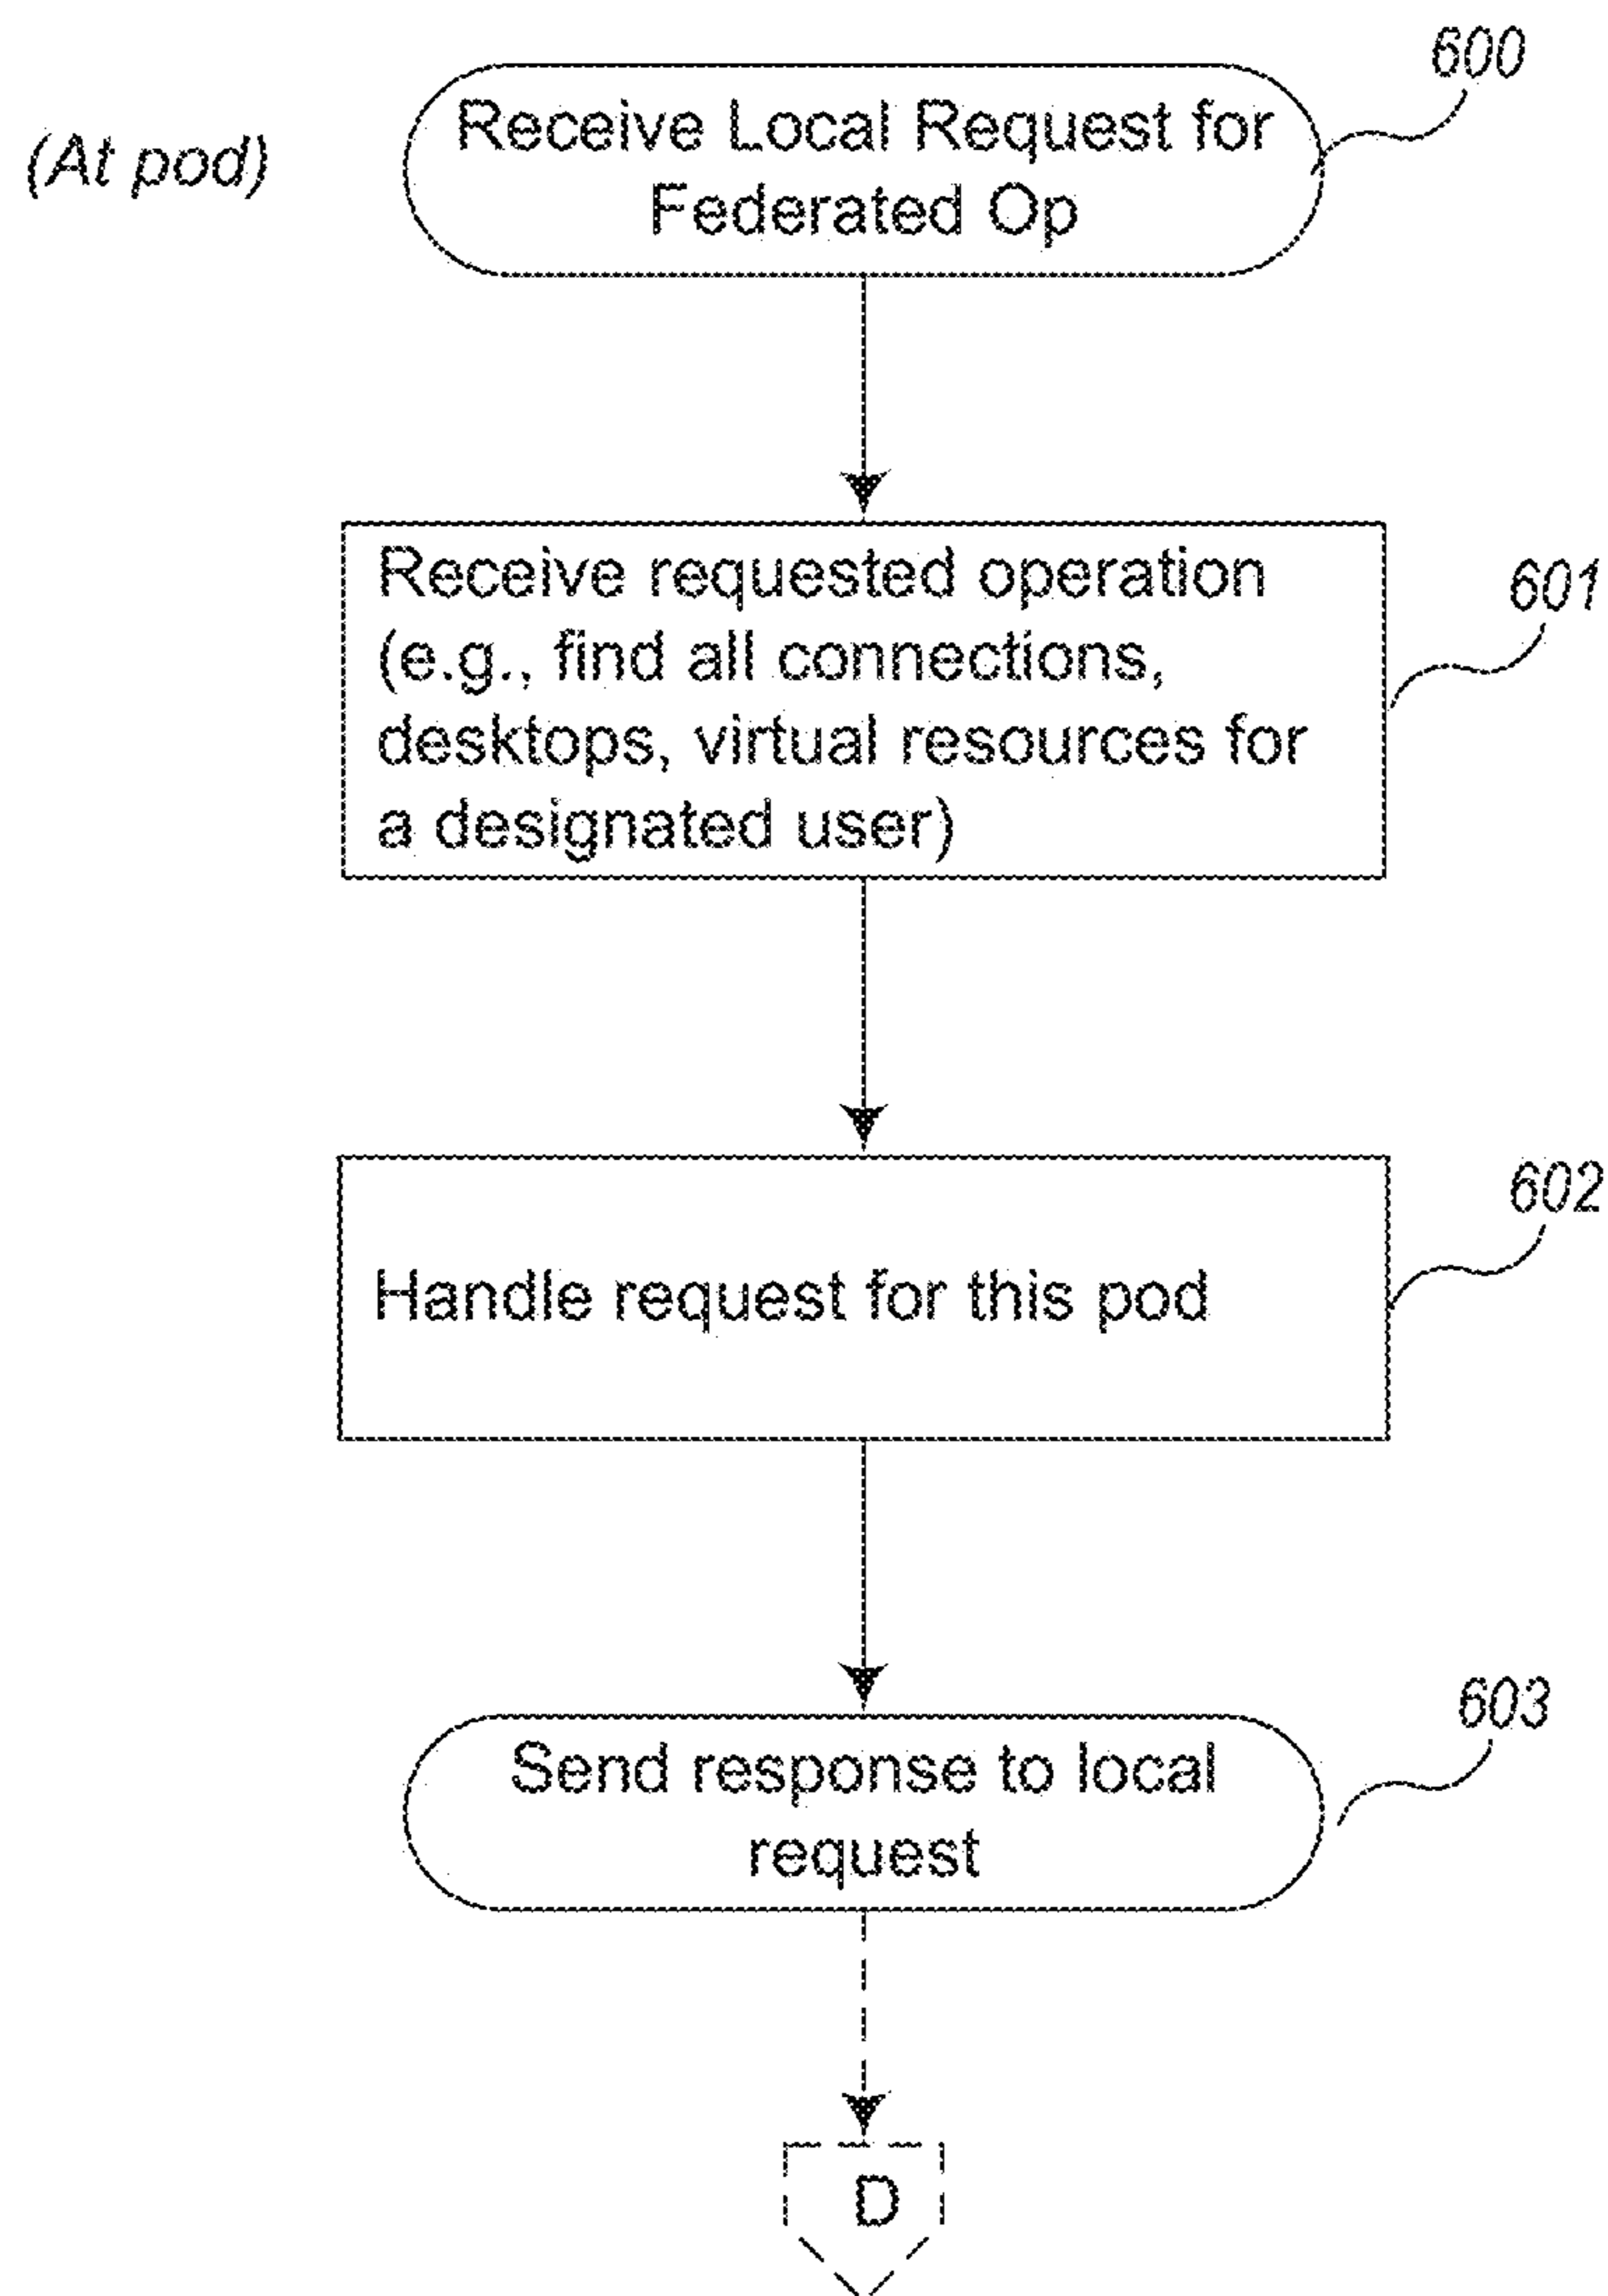 600
(At pod)
Receive Local Request for
Federated Op
601
Receive requested operation
(e.g., find all connections,
desktops, virtual resources for
a designated user)
602
Handle request for this pod
603
Send response to local
request
D